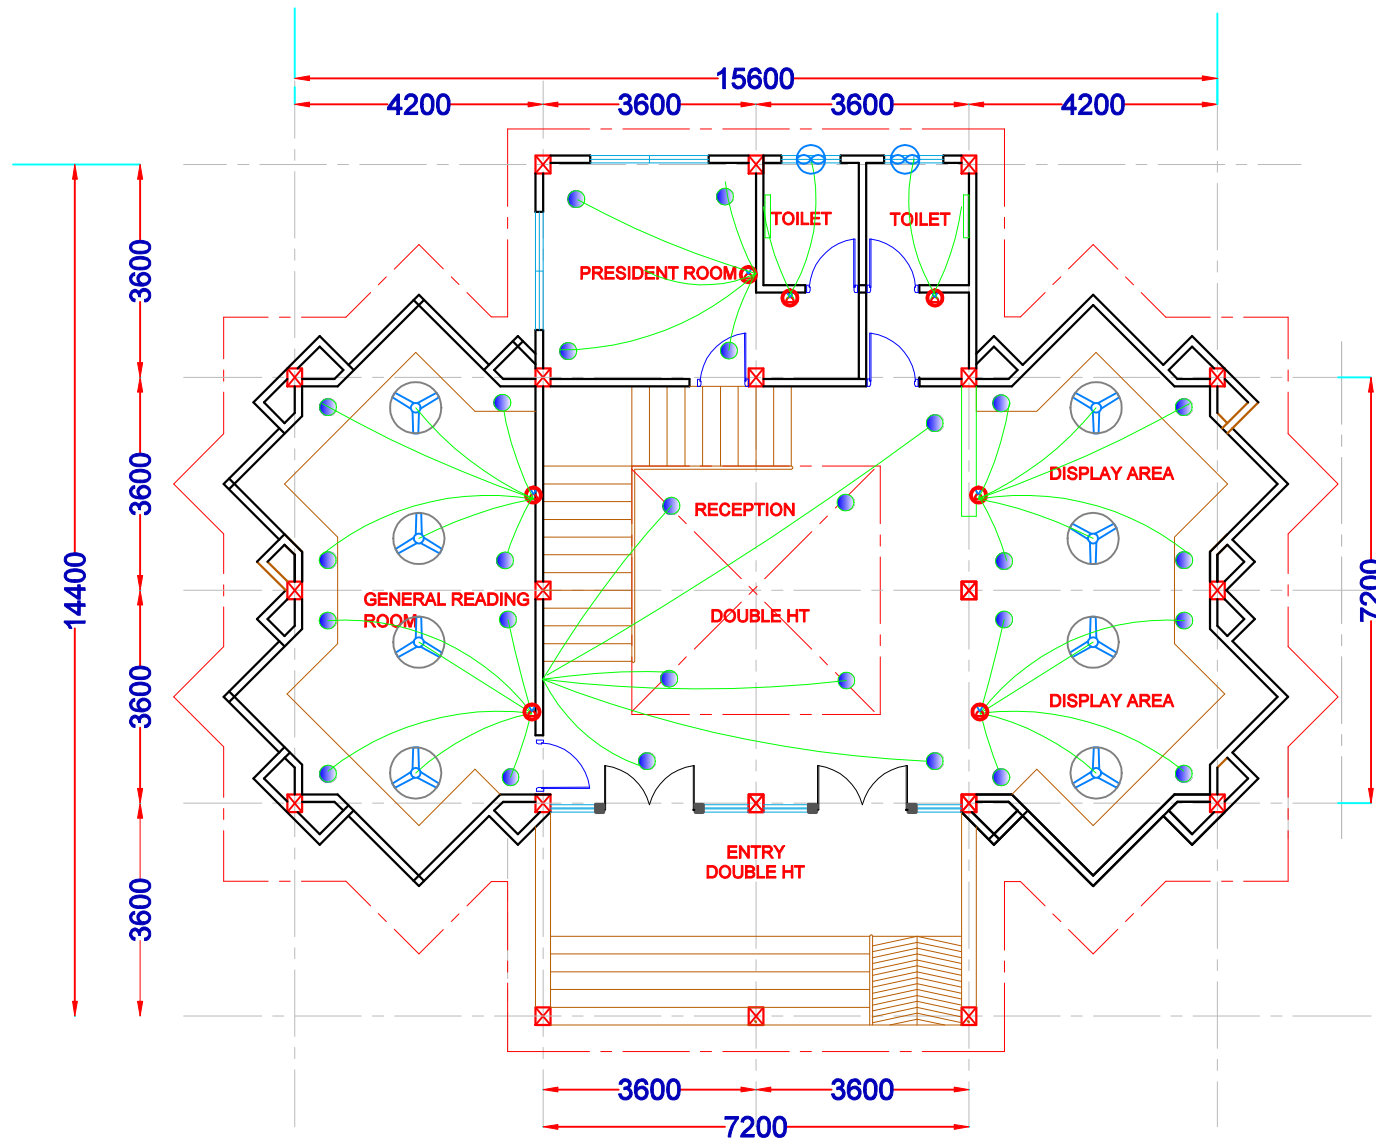 15600
4200
3600
3600
4200
TOILET
TOILET
PRESIDENT ROOM
3600
3600
DISPLAY AREA
RECEPTION
14400
7200
GENERAL READING
ROOM
DOUBLE HT
3600
DISPLAY AREA
ENTRY
DOUBLE HT
3600
3600
3600
7200